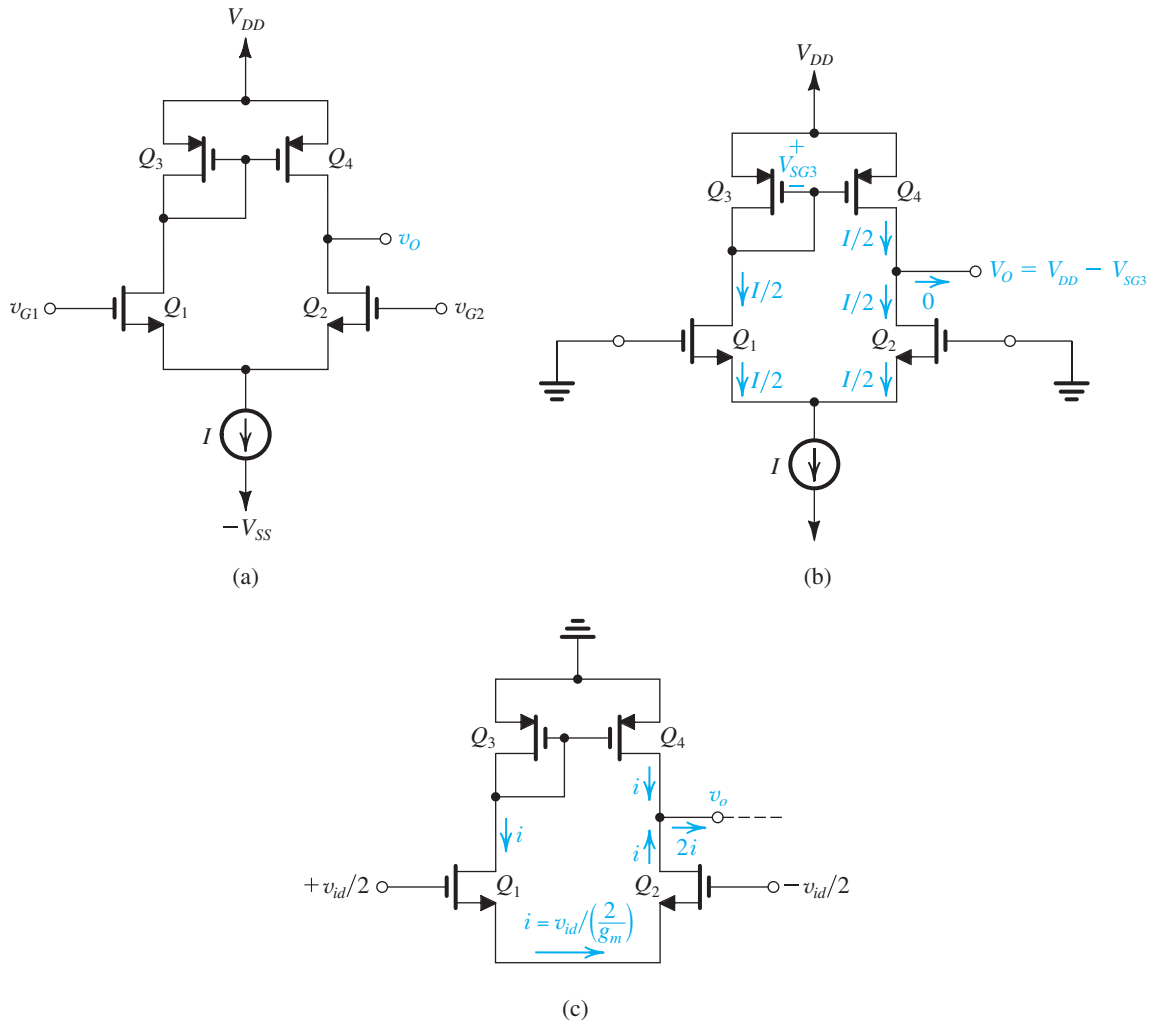 V_DD
Q_3
Q_4
v_O
v_G1
Q_1
Q_2
v_G2
I
−V_SS
(a)
V_DD
+
V_SG3
−
Q_3
Q_4
I/2
V_O = V_DD − V_SG3
0
I/2
I/2
Q_1
Q_2
I/2
I/2
I
(b)
Q_3
Q_4
i
v_o
i
i
2i
+v_id/2
Q_1
Q_2
−v_id/2
i = v_id/(2/g_m)
(c)